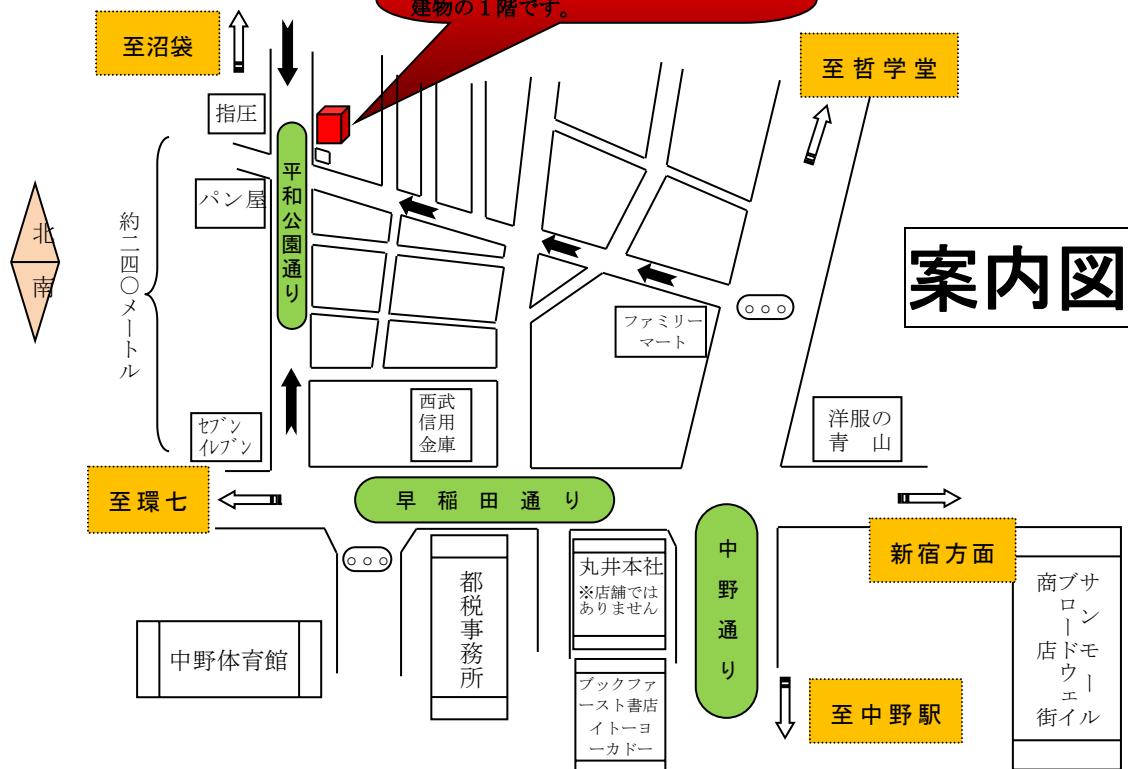 建物の1階です。
至沼袋
至哲学堂
指圧
パン屋
平和公園通り
北
南
約二四〇メートル
案内図
ファミリー
マート
セブン
イレブン
西武
信用
金庫
洋服の
青山
至環七
早稲田通り
中野通り
新宿方面
丸井本社
※店舗では
ありません
都税事務所
中野体育館
ブックファ
ースト書店
イトーヨ
ーカドー
至中野駅
サンモール
ブロードウェイ
商店街